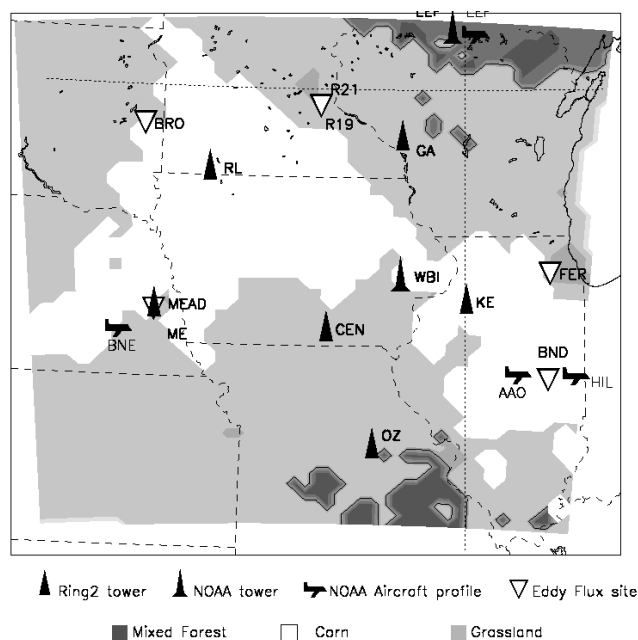 LEF LEF
R21
BRO R19
GA
RL
WBI FER
MEAD KE
ME CEN
BNE
BND
AAO HIL
OZ
Ring2 tower NOAA tower NOAA Aircraft profile Eddy Flux site
Mixed Forest Corn Grassland